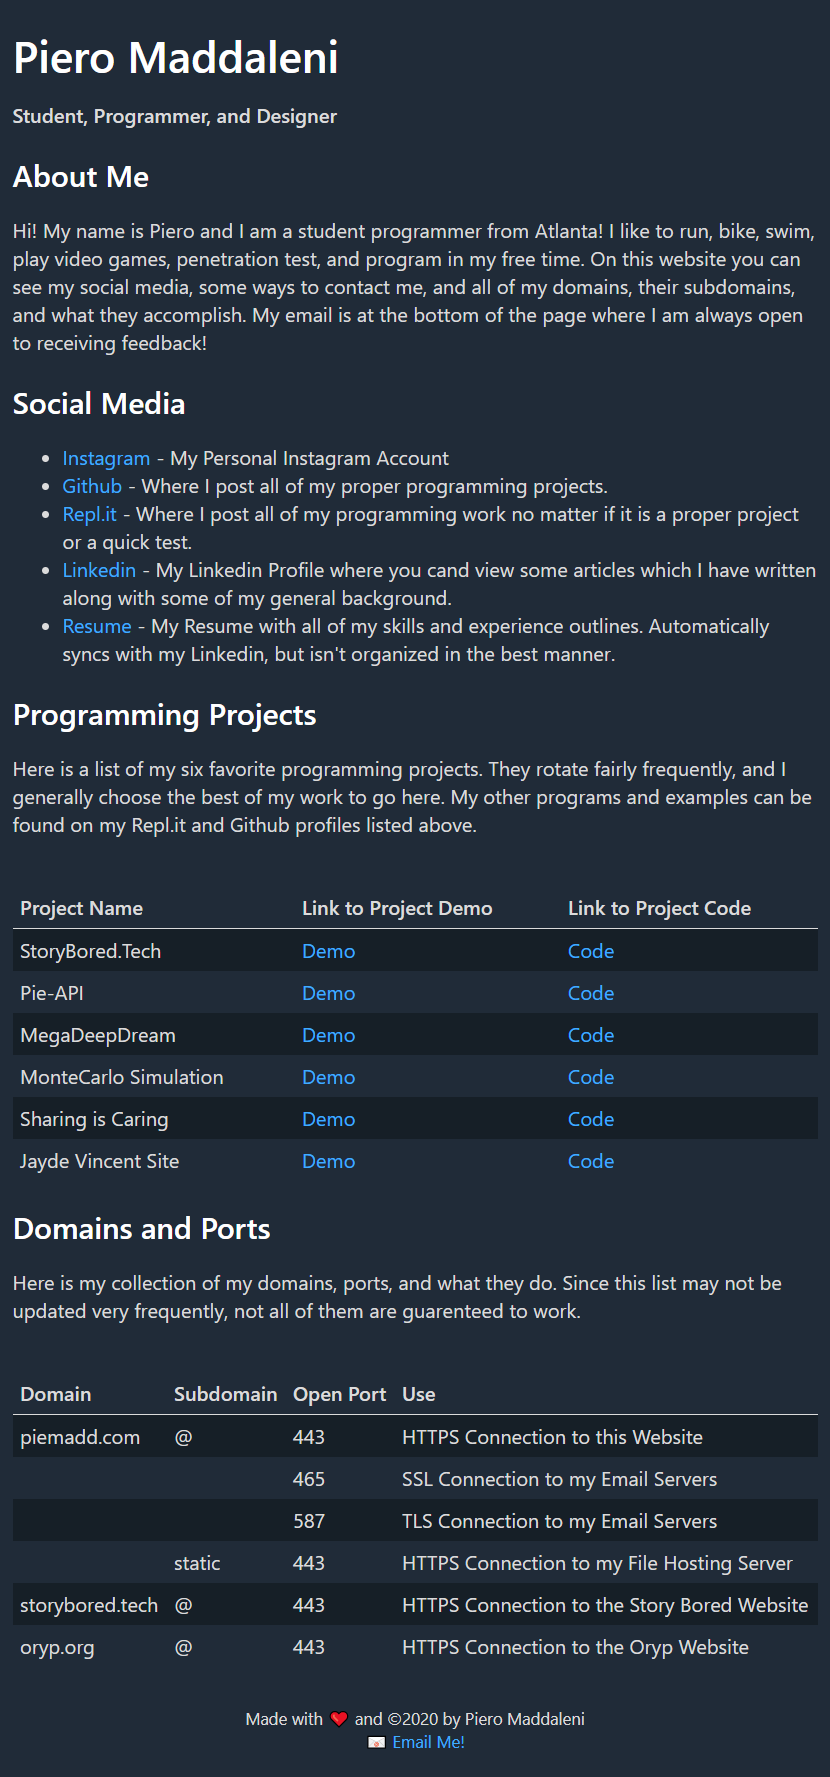 Piero Maddaleni
Student, Programmer, and Designer
About Me
Hi! My name is Piero and I am a student programmer from Atlanta! I like to run, bike, swim,
play video games, penetration test, and program in my free time. On this website you can
see my social media, some ways to contact me, and all of my domains, their subdomains,
and what they accomplish. My email is at the bottom of the page where I am always open
to receiving feedback!
Social Media
• Instagram - My Personal Instagram Account
• Github - Where I post all of my proper programming projects.
• Repl.it - Where I post all of my programming work no matter if it is a proper project
or a quick test.
• Linkedin - My Linkedin Profile where you cand view some articles which I have written
along with some of my general background.
• Resume - My Resume with all of my skills and experience outlines. Automatically
syncs with my Linkedin, but isn't organized in the best manner.
Programming Projects
Here is a list of my six favorite programming projects. They rotate fairly frequently, and I
generally choose the best of my work to go here. My other programs and examples can be
found on my Repl.it and Github profiles listed above.
Project Name Link to Project Demo Link to Project Code
StoryBored.Tech Demo Code
Pie-API Demo Code
MegaDeepDream Demo Code
MonteCarlo Simulation Demo Code
Sharing is Caring Demo Code
Jayde Vincent Site Demo Code
Domains and Ports
Here is my collection of my domains, ports, and what they do. Since this list may not be
updated very frequently, not all of them are guarenteed to work.
Domain Subdomain Open Port Use
piemadd.com @ 443 HTTPS Connection to this Website
465 SSL Connection to my Email Servers
587 TLS Connection to my Email Servers
static 443 HTTPS Connection to my File Hosting Server
storybored.tech @ 443 HTTPS Connection to the Story Bored Website
oryp.org @ 443 HTTPS Connection to the Oryp Website
Made with ❤️ and ©2020 by Piero Maddaleni
📧 Email Me!